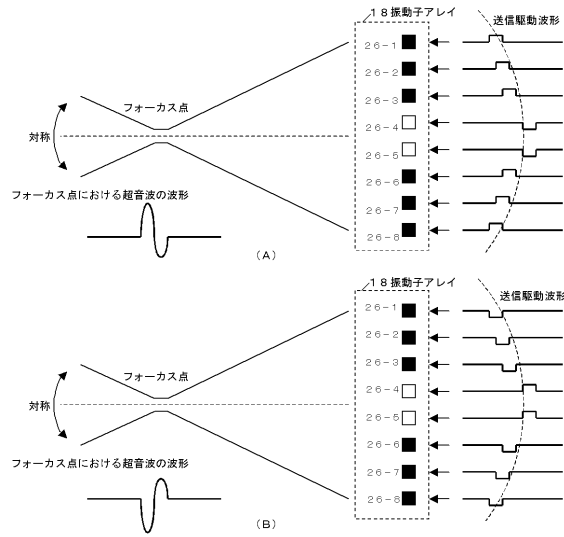 18振動子アレイ
送信駆動波形
26-1
26-2
26-3
26-4
26-5
26-6
26-7
26-8
フォーカス点
対称
フォーカス点における超音波の波形
(A)
18振動子アレイ
送信駆動波形
26-1
26-2
26-3
26-4
26-5
26-6
26-7
26-8
フォーカス点
対称
フォーカス点における超音波の波形
(B)